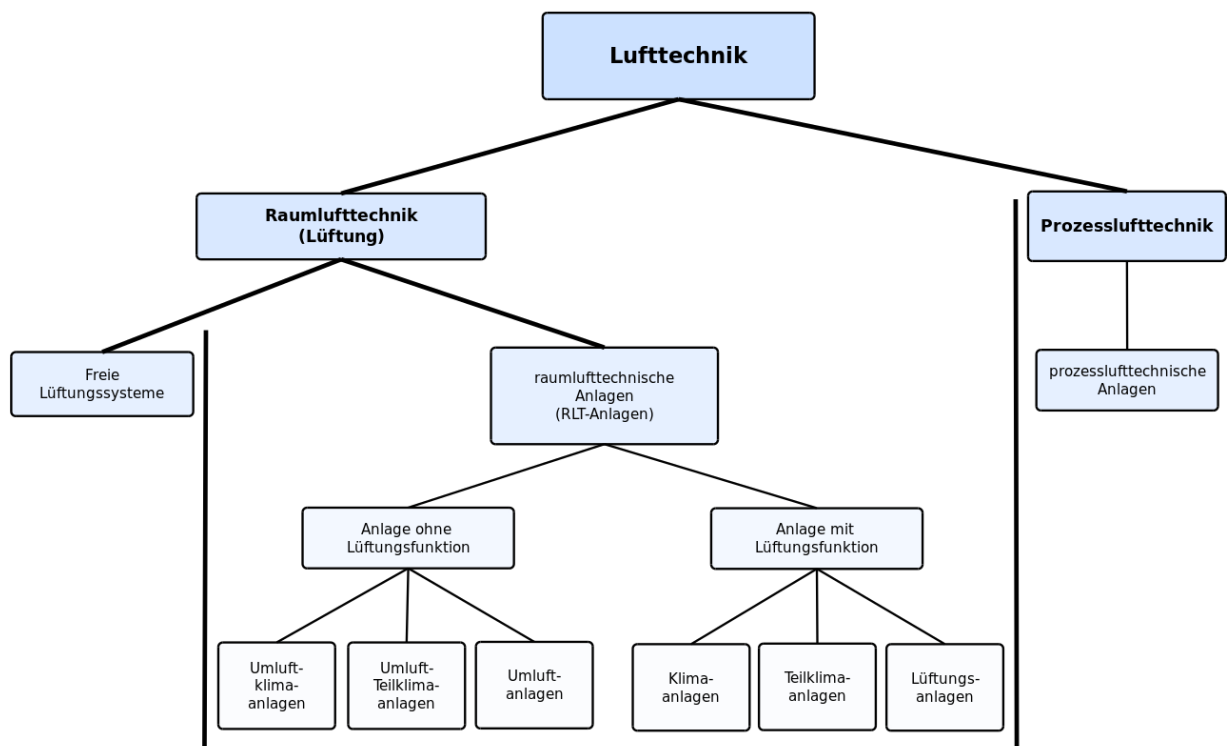 Lufttechnik
Raumlufttechnik
(Lüftung)
Prozesslufttechnik
Freie
Lüftungssysteme
raumlufttechnische
Anlagen
(RLT-Anlagen)
prozesslufttechnische
Anlagen
Anlage ohne
Lüftungsfunktion
Anlage mit
Lüftungsfunktion
Umluft-
klima-
anlagen
Umluft-
Teilklima-
anlagen
Umluft-
anlagen
Klima-
anlagen
Teilklima-
anlagen
Lüftungs-
anlagen